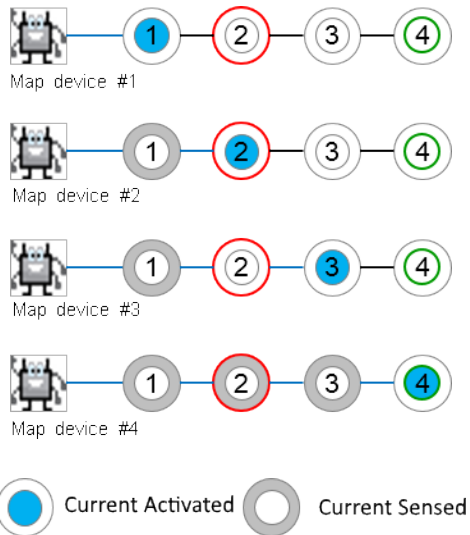 1 2 3 4
Map device #1
1 2 3 4
Map device #2
1 2 3 4
Map device #3
1 2 3 4
Map device #4
Current Activated Current Sensed